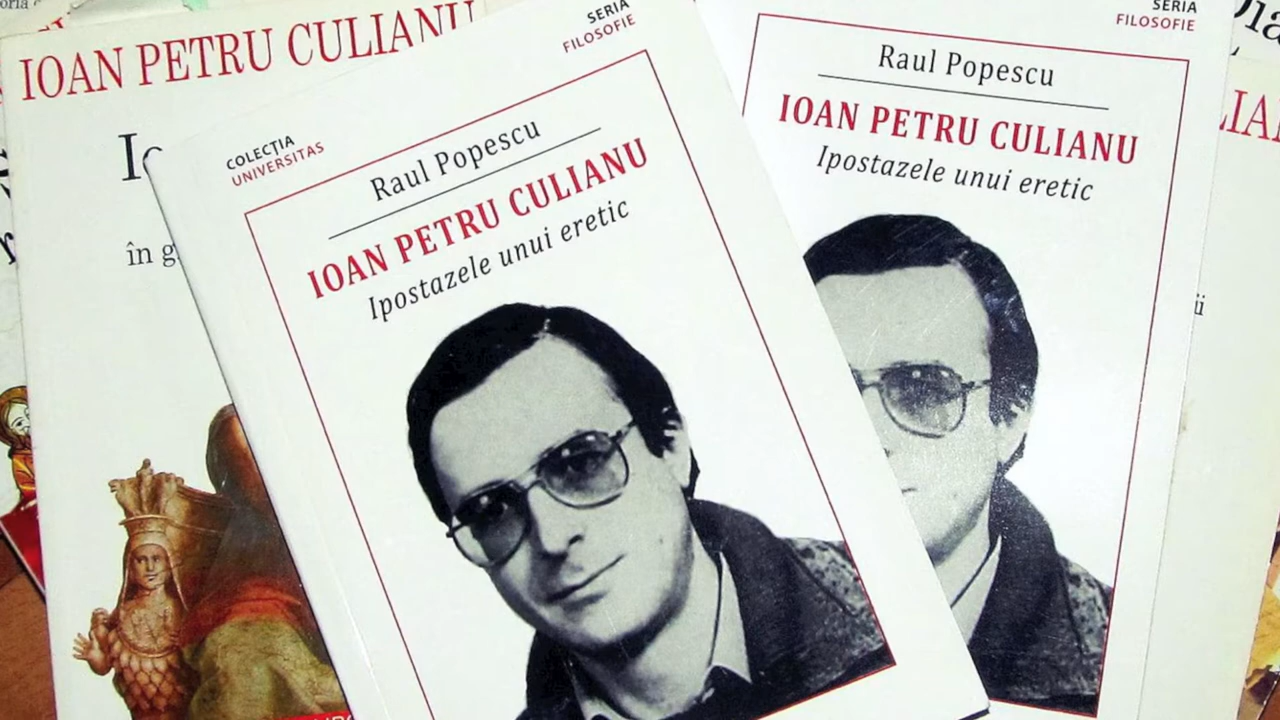 IOAN PETRU CULIANU
în g
COLECȚIA
UNIVERSITAS
SERIA
FILOSOFIE
Raul Popescu
IOAN PETRU CULIANU
Ipostazele unui eretic
SERIA
FILOSOFIE
Raul Popescu
IOAN PETRU CULIANU
Ipostazele unui eretic